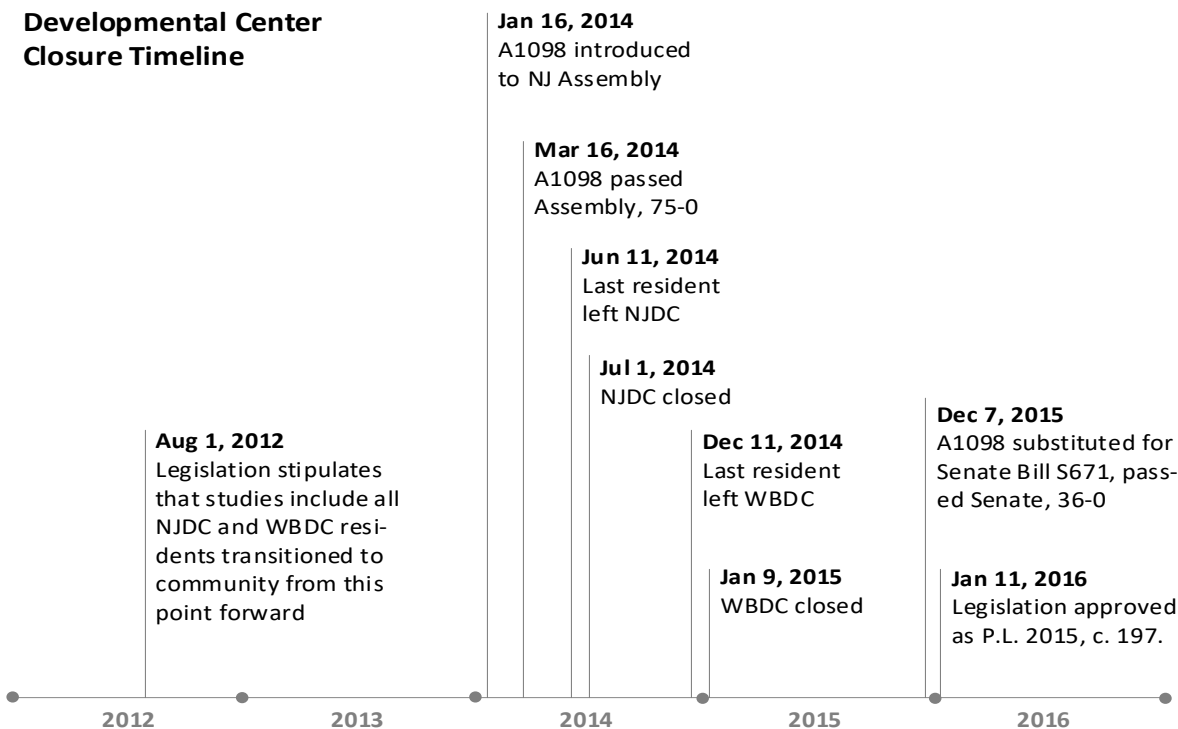 Developmental Center
Closure Timeline
Jan 16, 2014
A1098 introduced
to NJ Assembly
Mar 16, 2014
A1098 passed
Assembly, 75-0
Jun 11, 2014
Last resident
left NJDC
Jul 1, 2014
NJDC closed
Aug 1, 2012
Legislation stipulates
that studies include all
NJDC and WBDC resi-
dents transitioned to
community from this
point forward
Dec 11, 2014
Last resident
left WBDC
Jan 9, 2015
WBDC closed
Dec 7, 2015
A1098 substituted for
Senate Bill S671, pass-
ed Senate, 36-0
Jan 11, 2016
Legislation approved
as P.L. 2015, c. 197.
2012
2013
2014
2015
2016